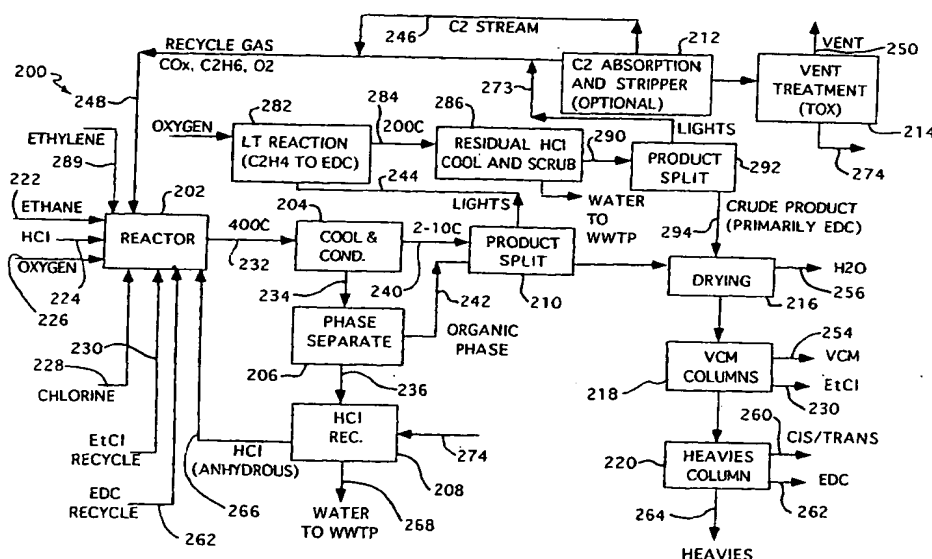 246
C2 STREAM
212
VENT
250
RECYCLE GAS
COx, C2H6, O2
C2 ABSORPTION
AND STRIPPER
(OPTIONAL)
VENT
TREATMENT
(TOX)
214
274
200
248
273
282
284
286
OXYGEN
LT REACTION
(C2H4 TO EDC)
200C
RESIDUAL HCl
COOL AND SCRUB
290
LIGHTS
PRODUCT
SPLIT
292
ETHYLENE
289
244
LIGHTS
WATER
TO
WWTP
CRUDE PRODUCT
(PRIMARILY EDC)
294
222
ETHANE
202
204
HCl
REACTOR
400C
COOL &
COND.
2-10C
PRODUCT
SPLIT
DRYING
H2O
OXYGEN
224
232
234
240
242
210
216
256
226
230
PHASE
SEPARATE
ORGANIC
PHASE
228
CHLORINE
206
236
VCM
COLUMNS
254
VCM
218
EtCl
230
EtCl
RECYCLE
HCl
(ANHYDROUS)
HCl
REC.
274
208
260
CIS/TRANS
220
HEAVIES
COLUMN
EDC
262
EDC
RECYCLE
262
266
268
WATER
TO WWTP
264
HEAVIES